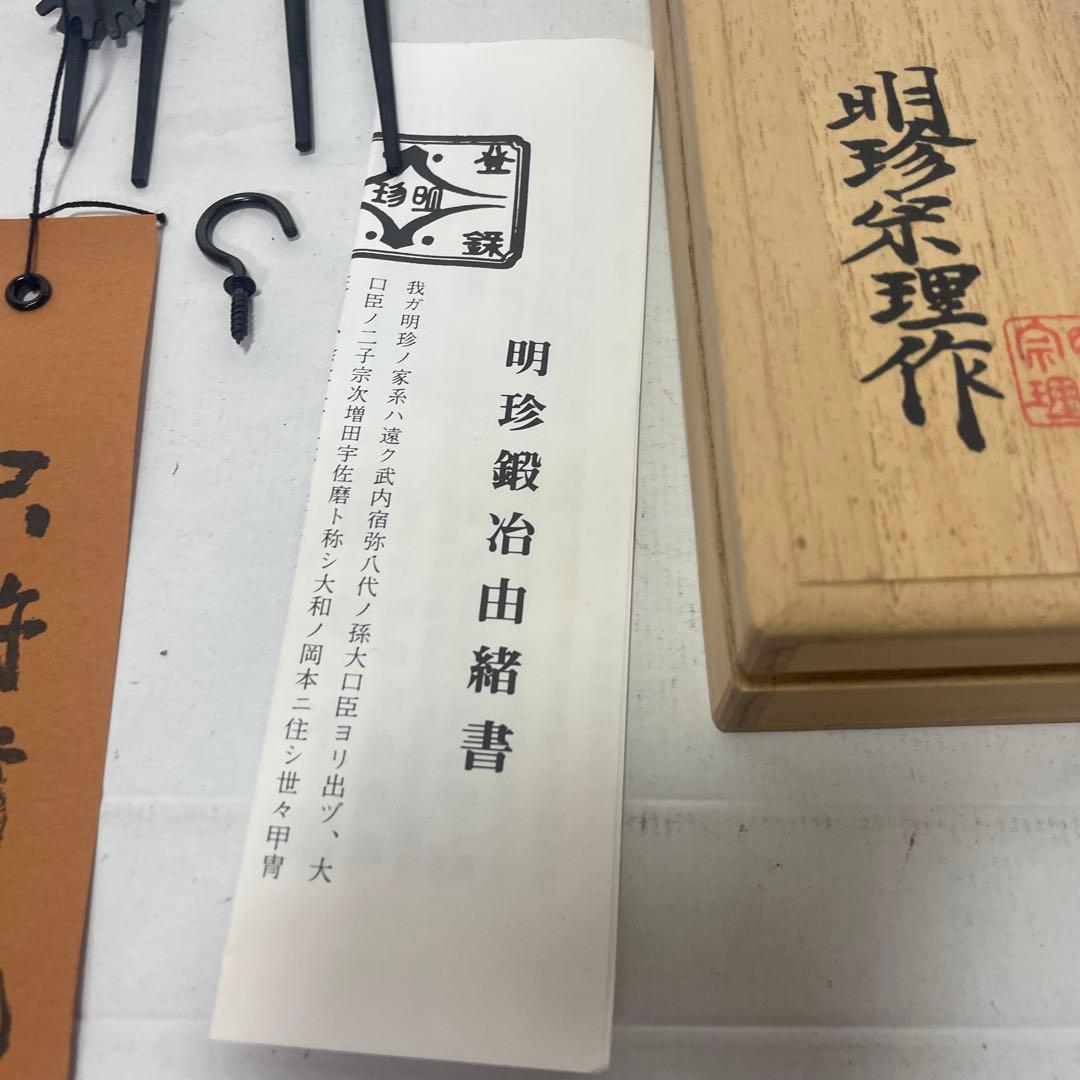 明珍宗理作
宗理
登録
明珍
明珍鍛冶由緒書
我ガ明珍ノ家系ハ遠ク武内宿弥八代ノ孫大口臣ヨリ出ヅ、大
口臣ノ二子宗次増田宇佐磨ト称シ大和ノ岡本ニ住シ世々甲冑